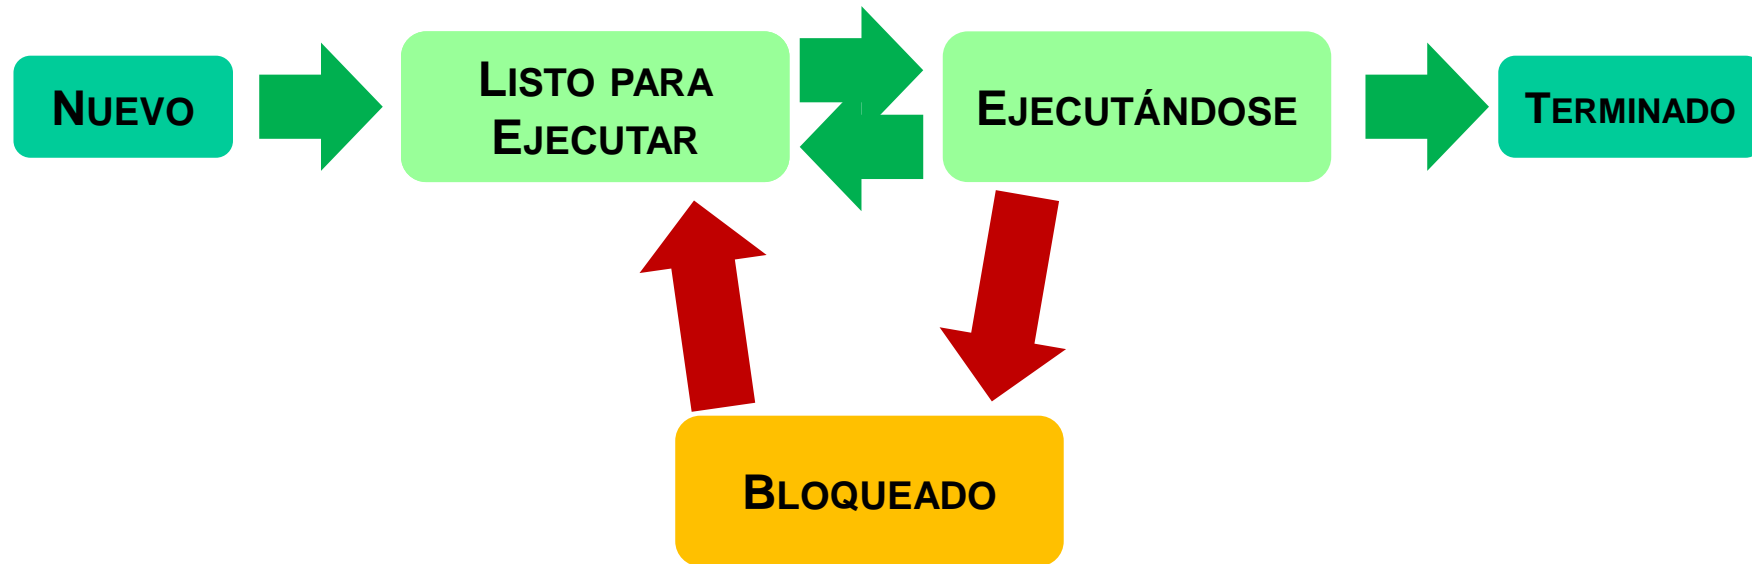 NUEVO
LISTO PARA
EJECUTAR
EJECUTÁNDOSE
TERMINADO
BLOQUEADO